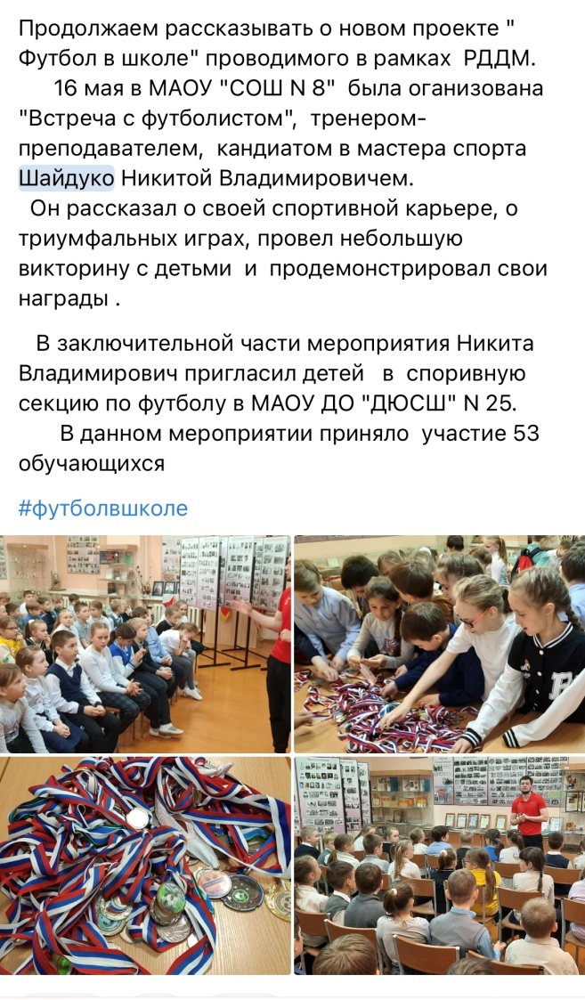 Продолжаем рассказывать о новом проекте "
Футбол в школе" проводимого в рамках РДДМ.
16 мая в МАОУ "СОШ N 8" была оганизована
"Встреча с футболистом", тренером-
преподавателем, кандиатом в мастера спорта
Шайдуко Никитой Владимировичем.
Он рассказал о своей спортивной карьере, о
триумфальных играх, провел небольшую
викторину с детьми и продемонстрировал свои
награды .
В заключительной части мероприятия Никита
Владимирович пригласил детей в споривную
секцию по футболу в МАОУ ДО "ДЮСШ" N 25.
В данном мероприятии приняло участие 53
обучающихся
#футболвшколе